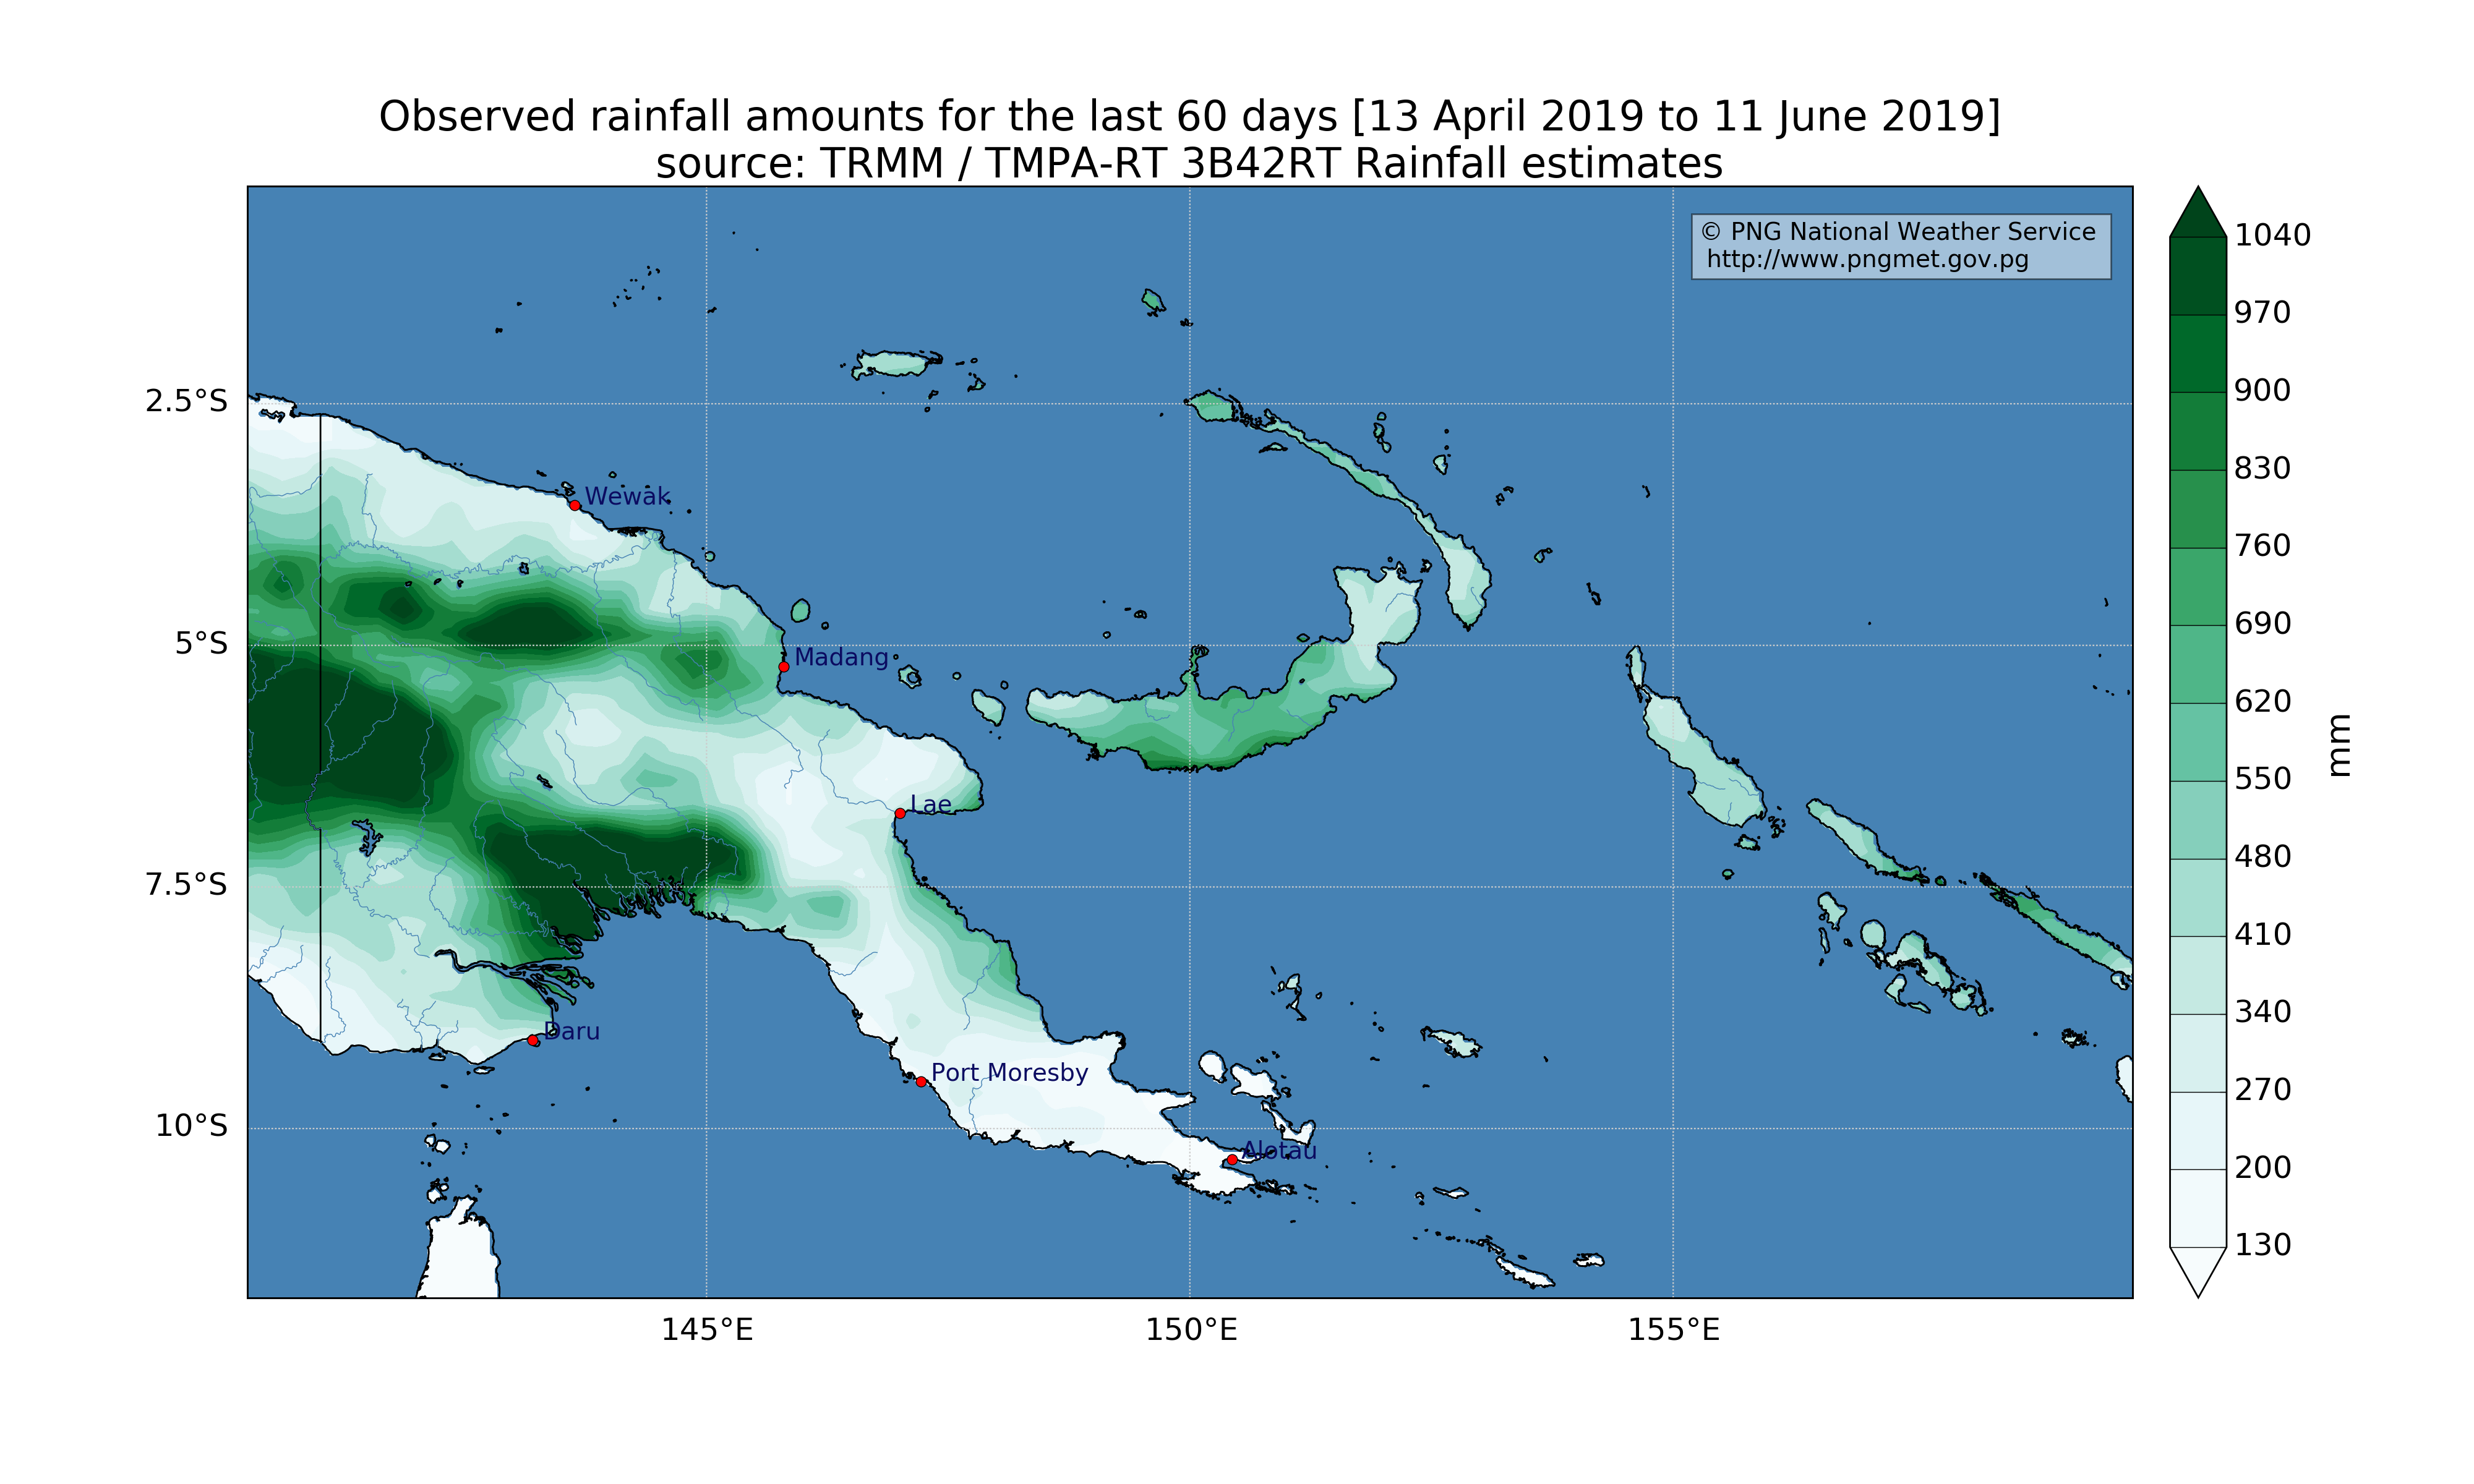 Observed rainfall amounts for the last 60 days [13 April 2019 to 11 June 2019]
source: TRMM / TMPA-RT 3B42RT Rainfall estimates
© PNG National Weather Service
http://www.pngmet.gov.pg
1040
970
900
830
760
690
620
550
480
410
340
270
200
130
mm
2.5°S
5°S
7.5°S
10°S
Wewak
Madang
Lae
Daru
Port Moresby
Alotau
145°E
150°E
155°E